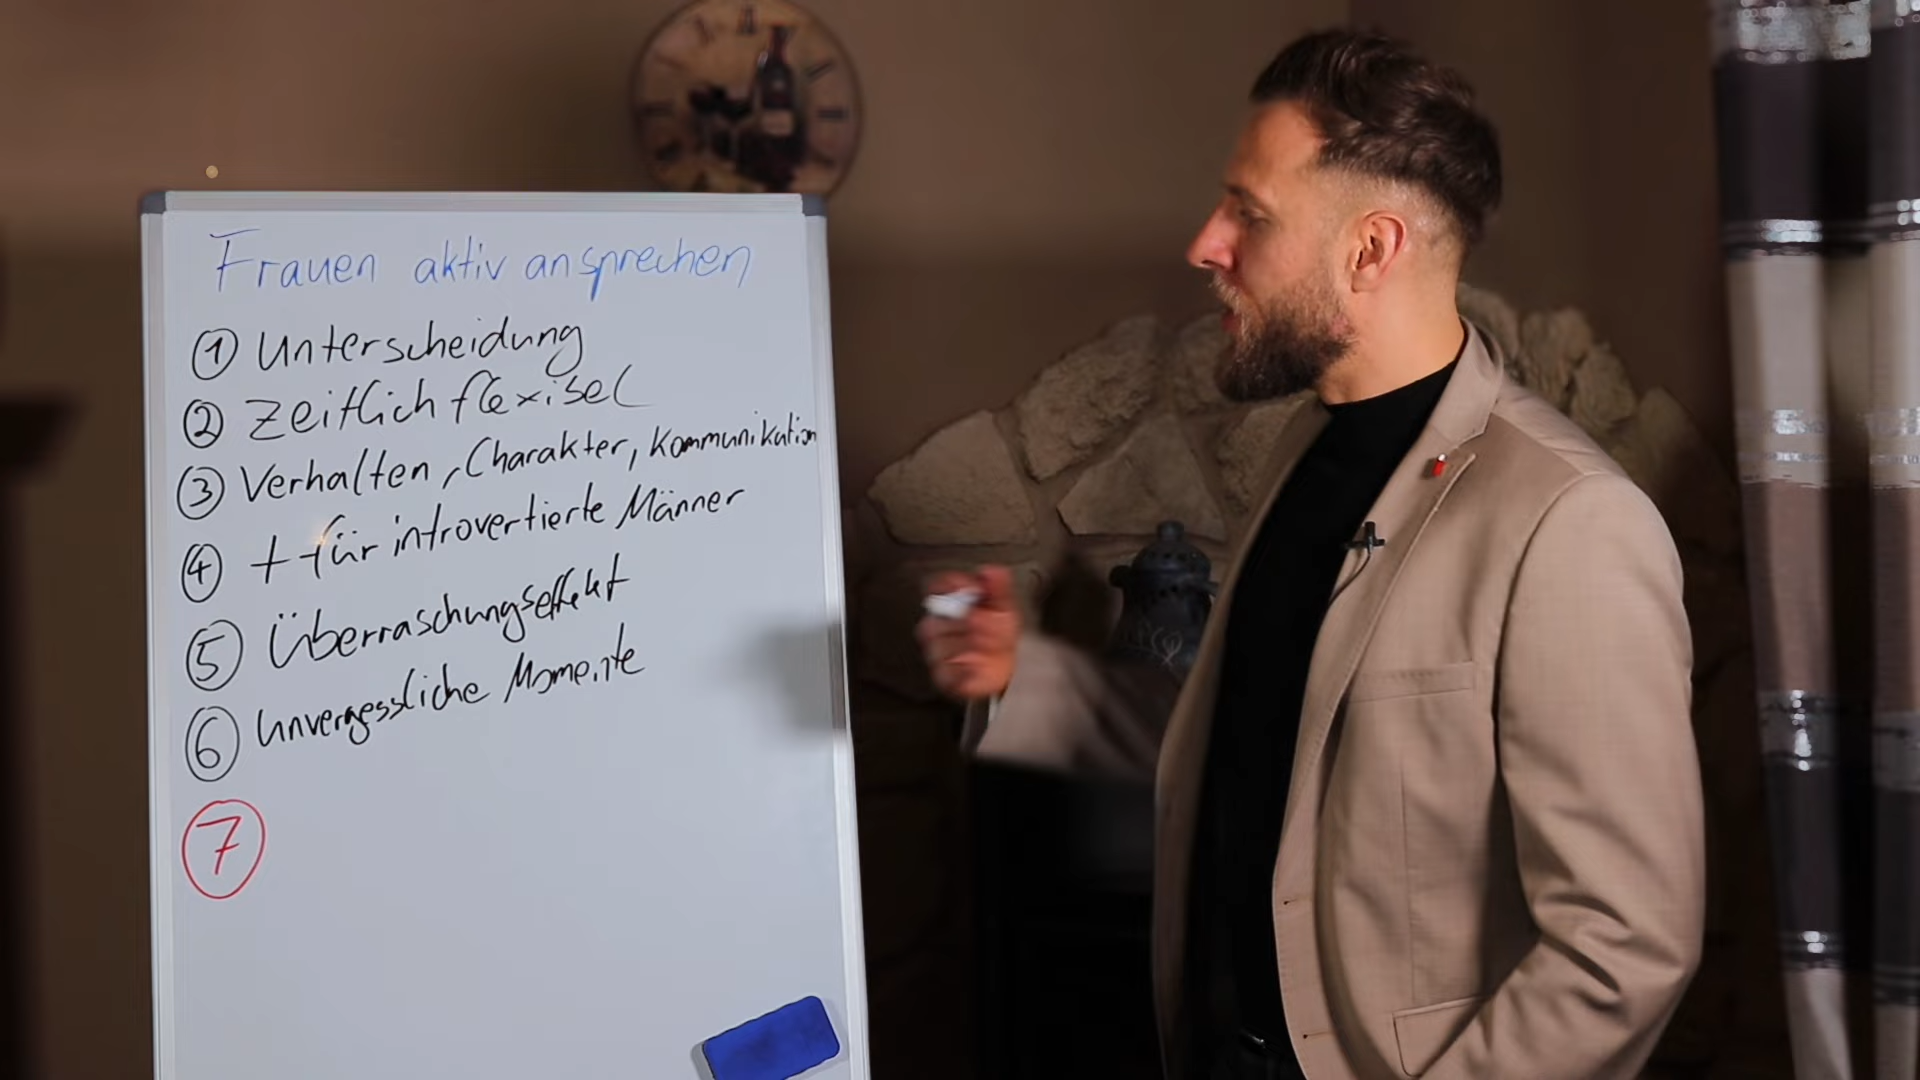 Frauen aktiv ansprechen
① Unterscheidung
② Zeitlich flexibel
③ Verhalten, Charakter, Kommunikation
④ + für introvertierte Männer
⑤ Überraschungseffekt
⑥ Unvergessliche Momente
⑦